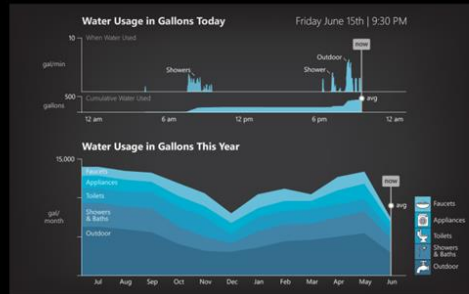 Water Usage in Gallons Today
Friday June 15th | 9:30 PM
10
When Water Used
now
Outdoor
gal/min
Showers
Shower
500
Cumulative Water Used
gallons
avg
12 am
6 am
12 pm
6 pm
12 am
Water Usage in Gallons This Year
15,000
Faucets
now
Appliances
Toilets
avg
Faucets
gal/
month
Showers
& Baths
Appliances
Outdoor
Toilets
Showers
& Baths
Outdoor
Jul
Aug
Sep
Oct
Nov
Dec
Jan
Feb
Mar
Apr
May
Jun